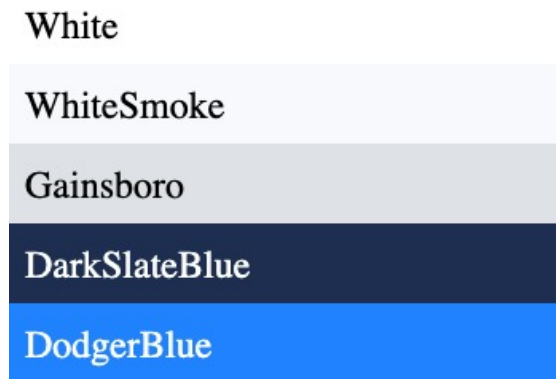 White
WhiteSmoke
Gainsboro
DarkSlateBlue
DodgerBlue